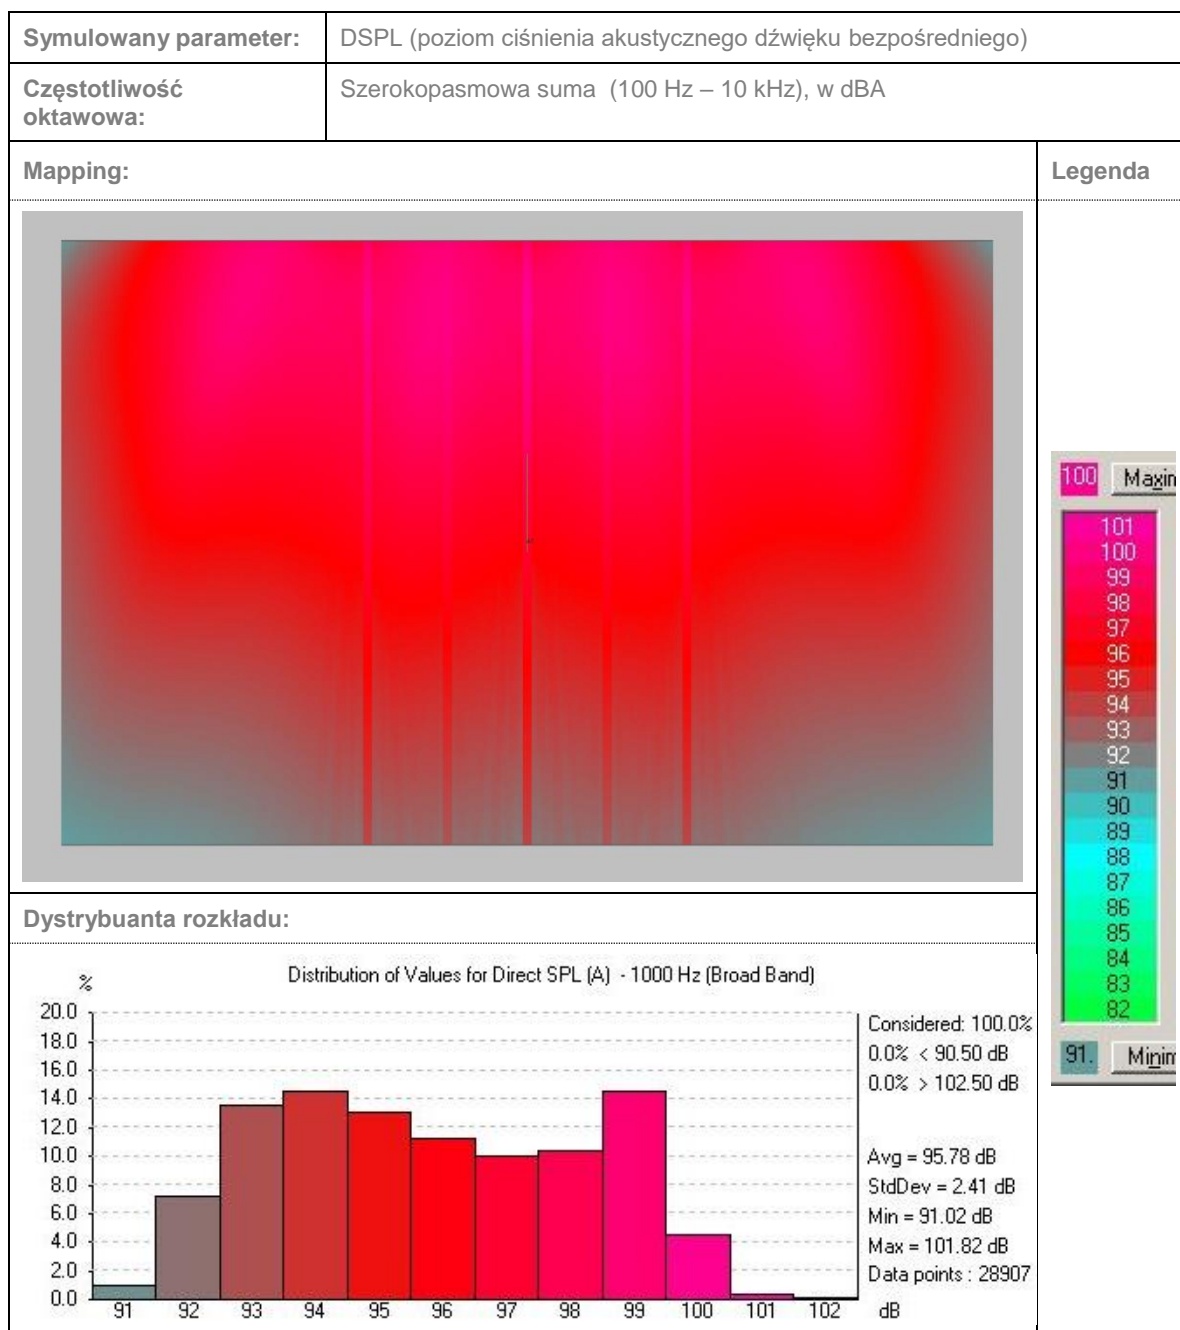 Symulowany parameter:
DSPL (poziom ciśnienia akustycznego dźwięku bezpośredniego)
Częstotliwość
oktawowa:
Szerokopasmowa suma (100 Hz – 10 kHz), w dBA
Mapping:
Legenda
100
101
100
99
98
97
96
95
94
93
92
91
90
89
88
87
86
85
84
83
82
91.
Dystrybuanta rozkładu:
Distribution of Values for Direct SPL (A) - 1000 Hz (Broad Band)
%
20.0
18.0
16.0
14.0
12.0
10.0
8.0
6.0
4.0
2.0
0.0
91 92 93 94 95 96 97 98 99 100 101 102 dB
Considered: 100.0%
0.0% < 90.50 dB
0.0% > 102.50 dB
Avg = 95.78 dB
StdDev = 2.41 dB
Min = 91.02 dB
Max = 101.82 dB
Data points : 28907